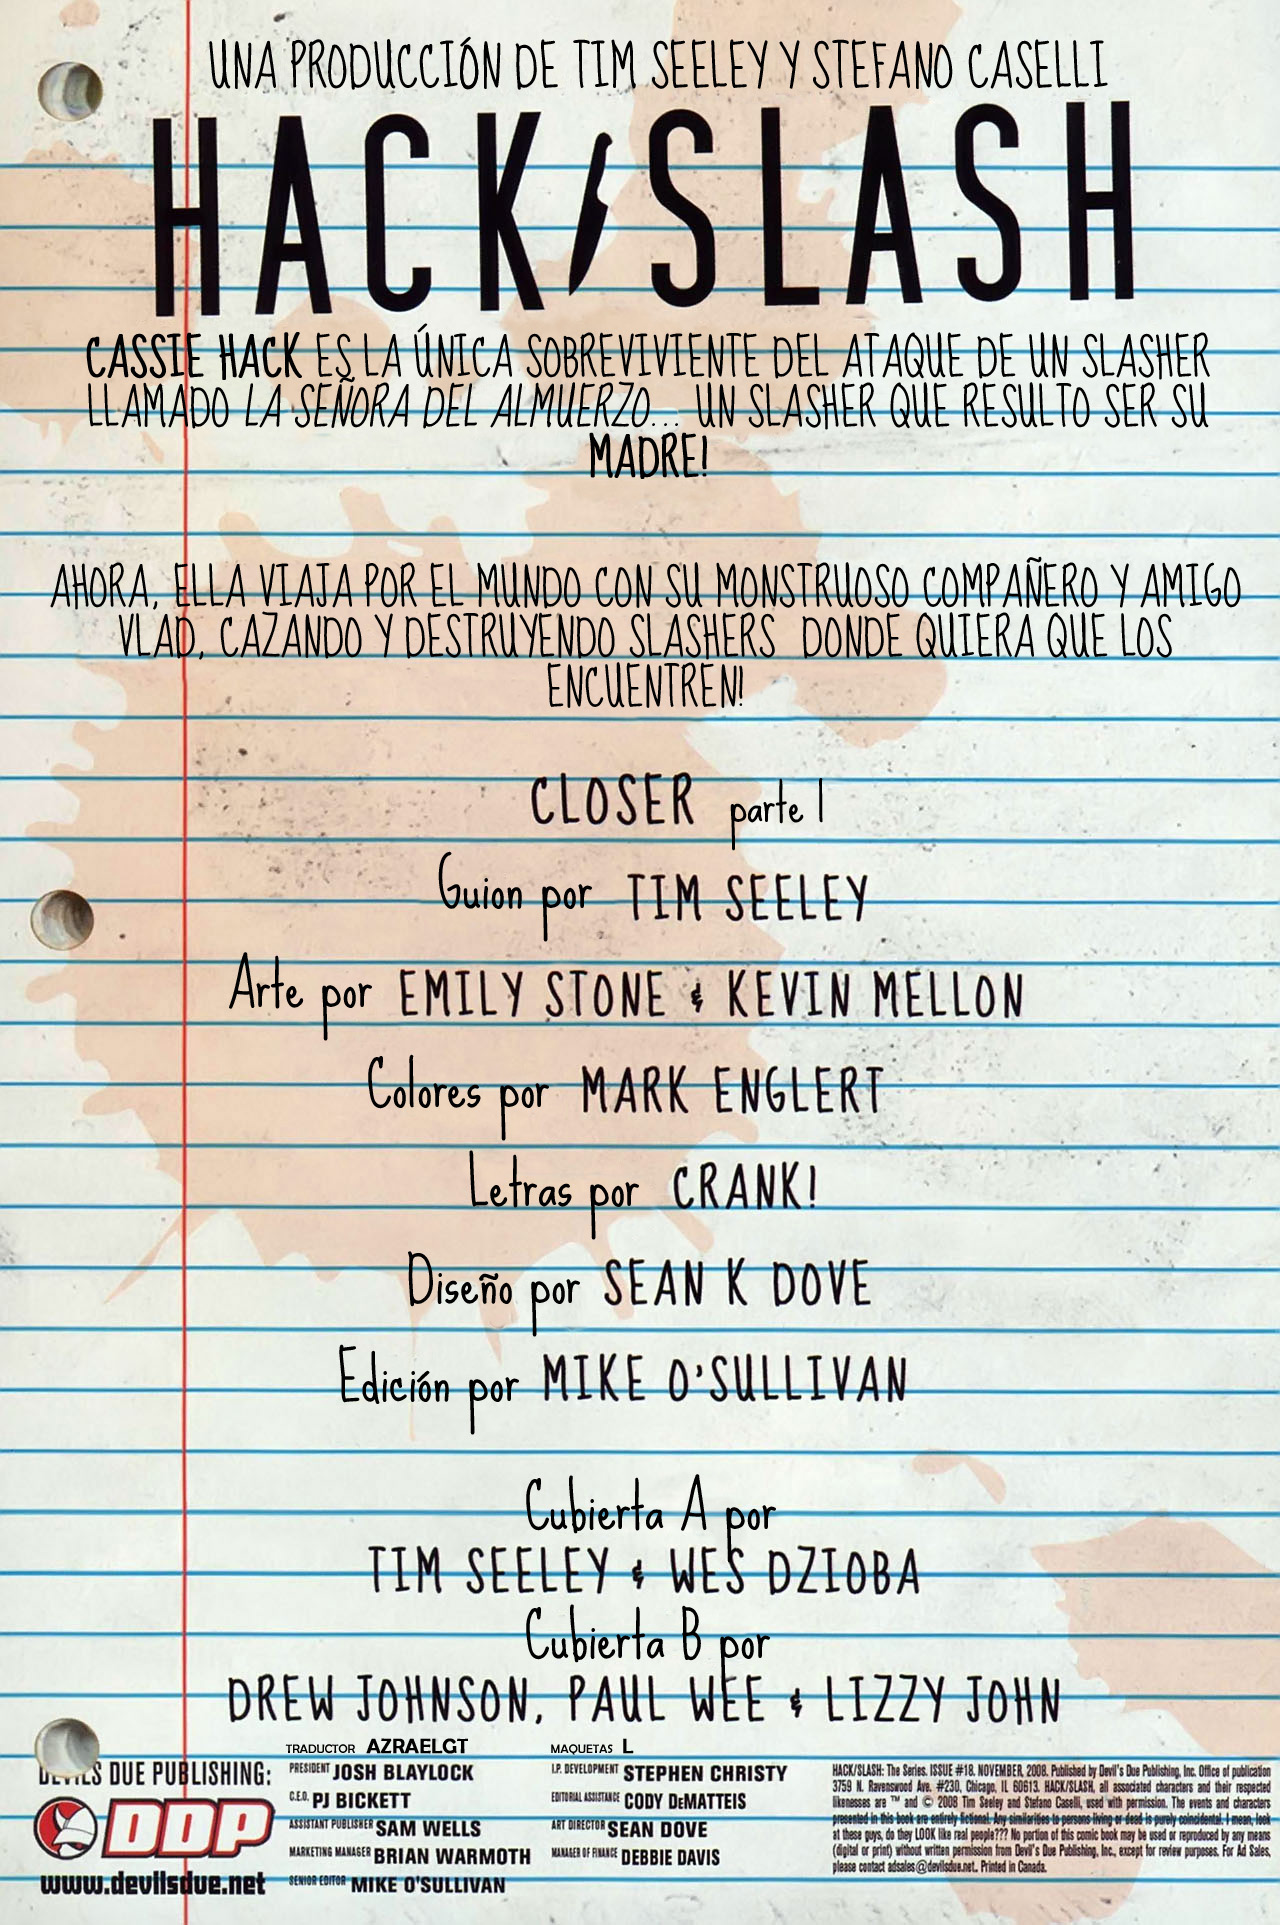 UNA PRODUCCIÓN DE TIM SEELEY Y STEFANO CASELLI
HACK/SLASH
CASSIE HACK ES LA ÚNICA SOBREVIVIENTE DEL ATAQUE DE UN SLASHER
LLAMADO LA SEÑORA DEL ALMUERZO... UN SLASHER QUE RESULTO SER SU
MADRE!
AHORA, ELLA VIAJA POR EL MUNDO CON SU MONSTRUOSO COMPAÑERO Y AMIGO
VLAD, CAZANDO Y DESTRUYENDO SLASHERS DONDE QUIERA QUE LOS
ENCUENTREN!
CLOSER parte 1
Guion por TIM SEELEY
Arte por EMILY STONE & KEVIN MELLON
Colores por MARK ENGLERT
Letras por CRANK!
Diseño por SEAN K DOVE
Edición por MIKE O'SULLIVAN
Cubierta A por
TIM SEELEY & WES DZIOBA
Cubierta B por
DREW JOHNSON, PAUL WEE & LIZZY JOHN
DEVILS DUE PUBLISHING:
DDP
www.devilsdue.net
TRADUCTOR AZRAELGT
PRESIDENT JOSH BLAYLOCK
C.E.O. PJ BICKETT
ASSISTANT PUBLISHER SAM WELLS
MARKETING MANAGER BRIAN WARMOTH
SENIOR EDITOR MIKE O'SULLIVAN
MAQUETAS L
I.P. DEVELOPMENT STEPHEN CHRISTY
EDITORIAL ASSISTANCE CODY DeMATTEIS
ART DIRECTOR SEAN DOVE
MANAGER OF FINANCE DEBBIE DAVIS
HACK/SLASH: The Series. ISSUE #18. NOVEMBER, 2008. Published by Devil's Due Publishing, Inc. Office of publication
3759 N. Ravenswood Ave. #230, Chicago, IL 60613. HACK/SLASH, all associated characters and their respected
likenesses are ™ and © 2008 Tim Seeley and Stefano Caselli, used with permission. The events and characters
presented in this book are entirely fictional. Any similarities to persons living or dead is purely coincidental. I mean, look
at these guys, do they LOOK like real people??? No portion of this comic book may be used or reproduced by any means
(digital or print) without written permission from Devil's Due Publishing, Inc., except for review purposes. For Ad Sales,
please contact adsales@devilsdue.net. Printed in Canada.